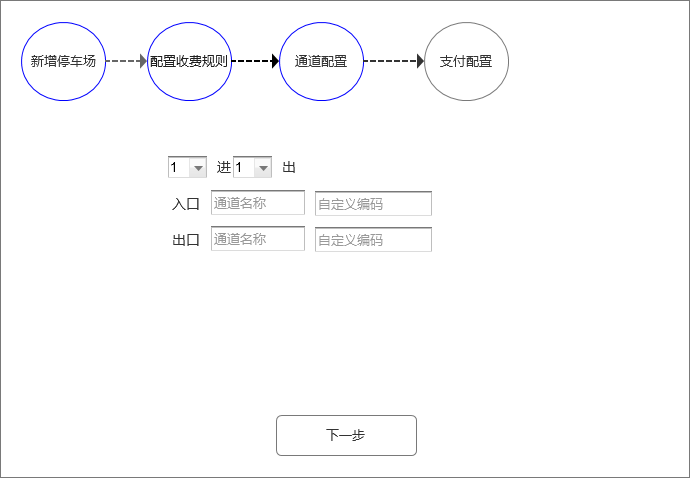 新增停车场 配置收费规则 通道配置 支付配置
1 进 1 出
入口 通道名称 自定义编码
出口 通道名称 自定义编码
下一步